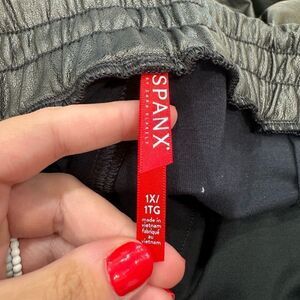 SPANX®
BY SARA BLAKELY
1X/
1TG
made in
vietnam
fabriqué
au
vietnam